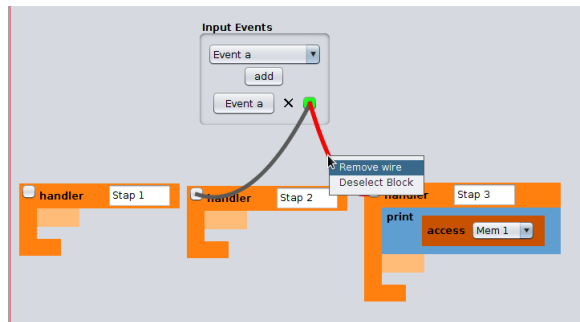 Input Events
Event a
add
Event a
Remove wire
Deselect Block
handler Stap 1
handler Stap 2
handler Stap 3
print
access Mem 1